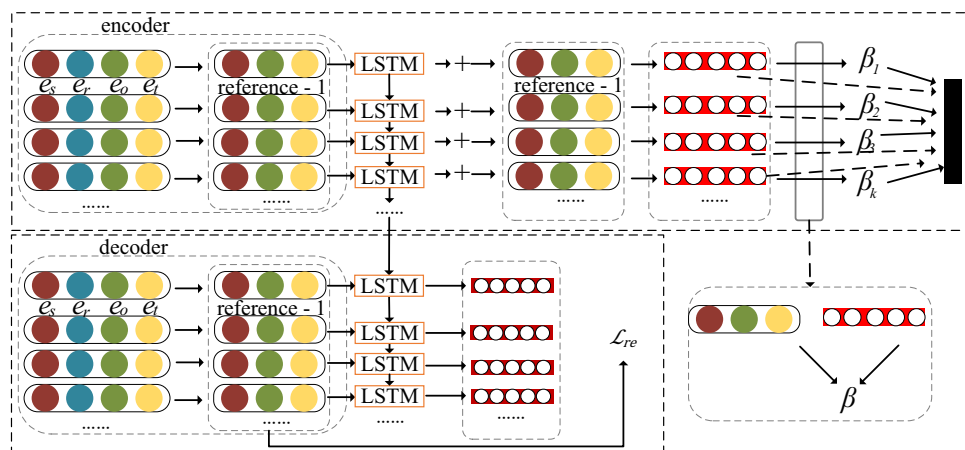 encoder
e_s e_r e_o e_t
reference - 1
LSTM
+
reference - 1
β_1
LSTM
+
β_2
LSTM
+
β_3
LSTM
+
β_k
......
......
......
......
......
decoder
e_s e_r e_o e_t
reference - 1
LSTM
LSTM
LSTM
LSTM
......
......
......
......
ℒ_re
β